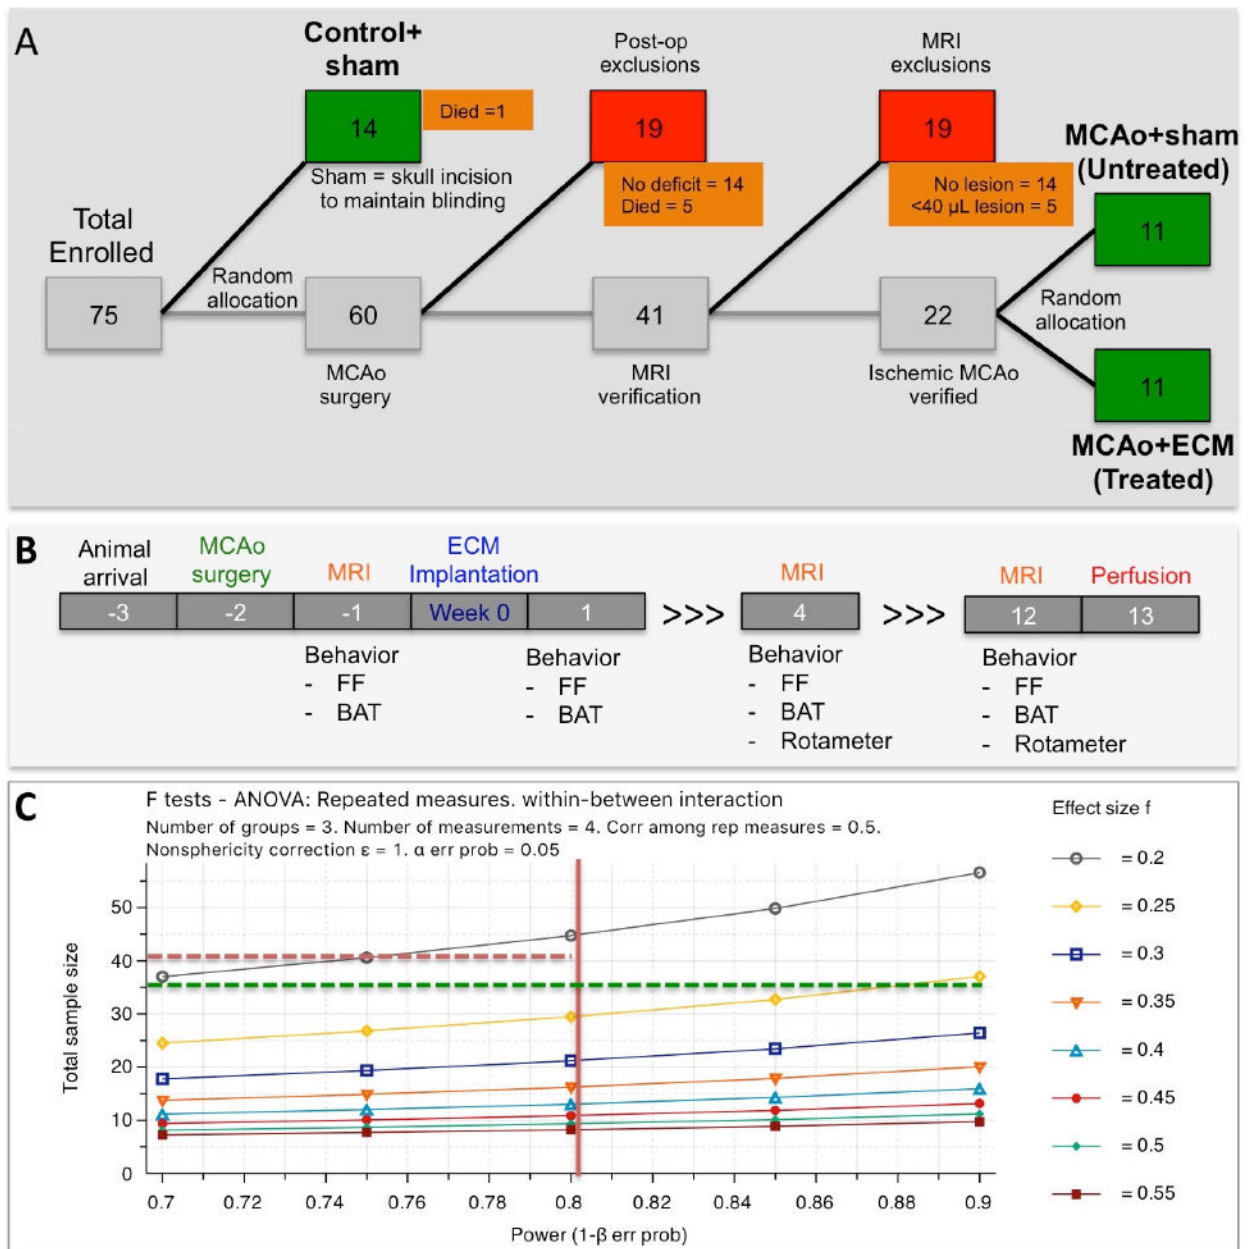 A
Control+
sham
14
Died =1
Sham = skull incision
to maintain blinding
Total
Enrolled
75
Random
allocation
60
MCAo
surgery
Post-op
exclusions
19
No deficit = 14
Died = 5
41
MRI
verification
MRI
exclusions
19
No lesion = 14
<40 µL lesion = 5
22
Ischemic MCAo
verified
Random
allocation
MCAo+sham
(Untreated)
11
11
MCAo+ECM
(Treated)
B
Animal
arrival
MCAo
surgery
MRI
ECM
Implantation
MRI
MRI
Perfusion
-3
-2
-1
Week 0
1
>>>
4
>>>
12
13
Behavior
- FF
- BAT
Behavior
- FF
- BAT
Behavior
- FF
- BAT
- Rotameter
Behavior
- FF
- BAT
- Rotameter
C
F tests - ANOVA: Repeated measures. within-between interaction
Number of groups = 3. Number of measurements = 4. Corr among rep measures = 0.5.
Nonsphericity correction ε = 1. α err prob = 0.05
Total sample size
50
40
30
20
10
0
0.7 0.72 0.74 0.76 0.78 0.8 0.82 0.84 0.86 0.88 0.9
Power (1-β err prob)
Effect size f
= 0.2
= 0.25
= 0.3
= 0.35
= 0.4
= 0.45
= 0.5
= 0.55